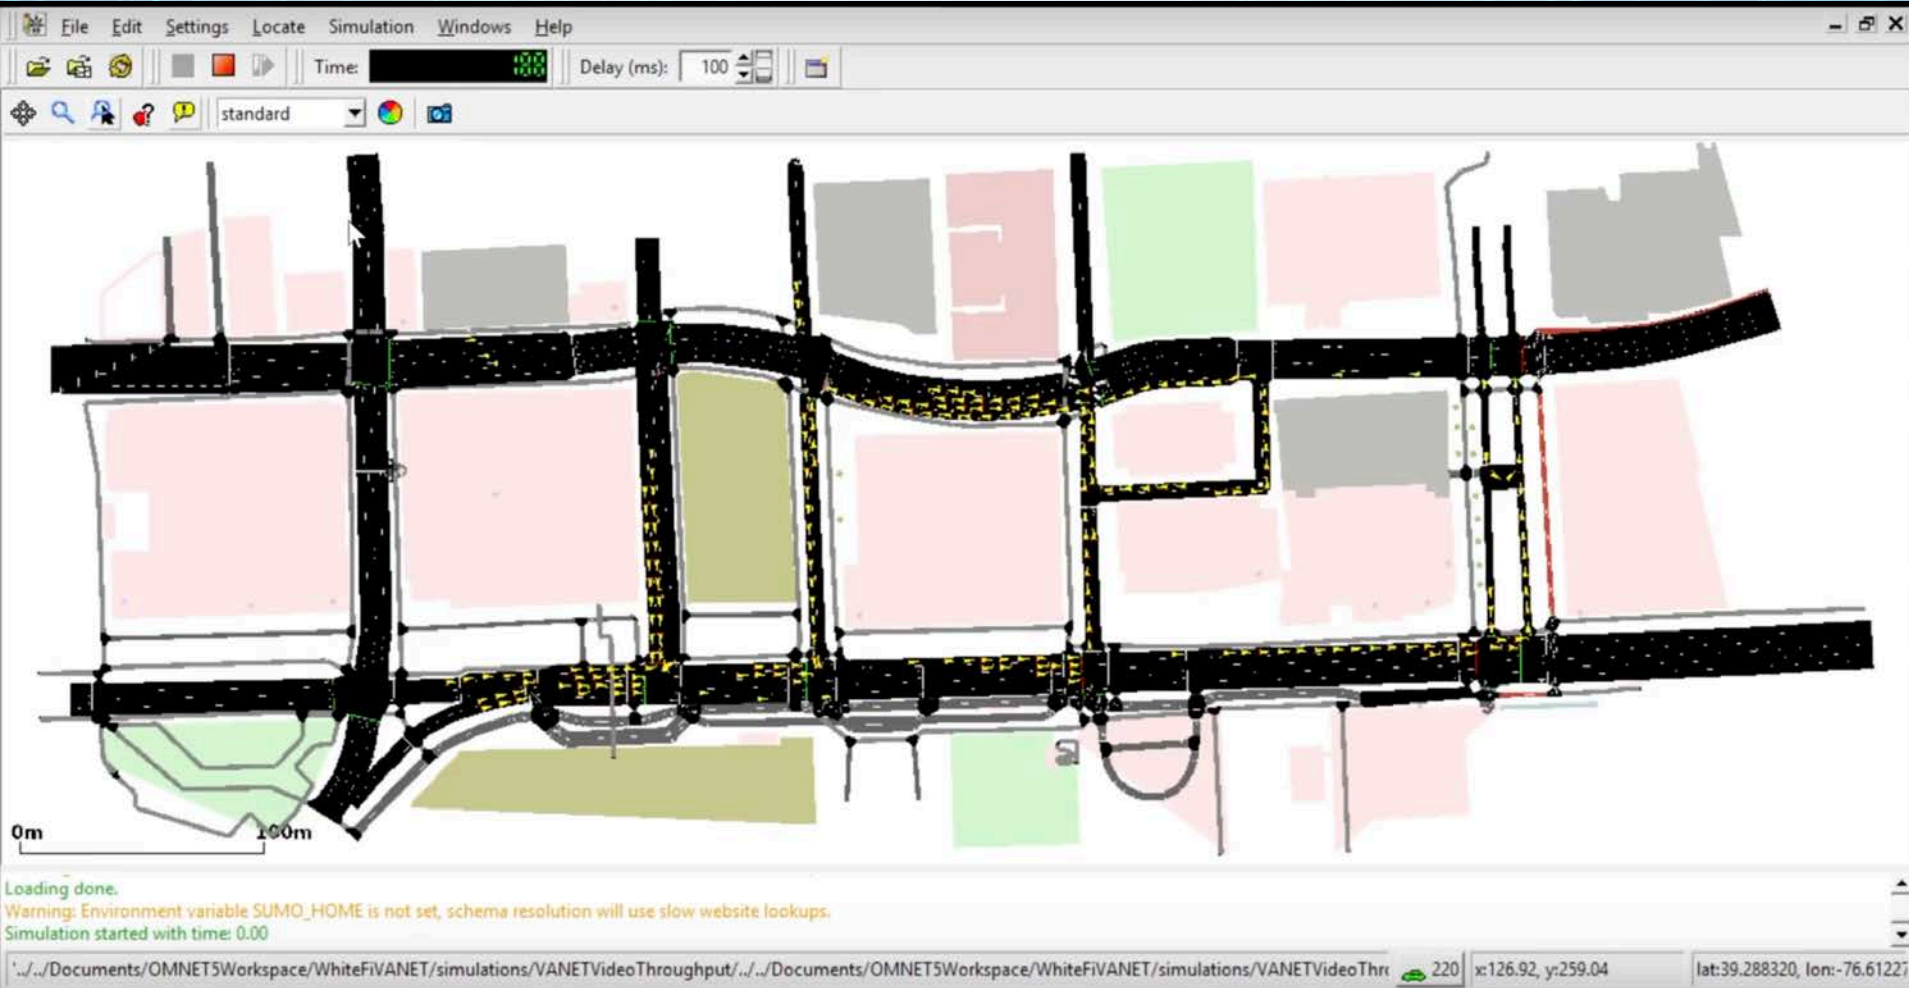 File Edit Settings Locate Simulation Windows Help
Time: Delay (ms): 100
standard
0m 100m
Loading done.
Warning: Environment variable SUMO_HOME is not set, schema resolution will use slow website lookups.
Simulation started with time: 0.00
'../../Documents/OMNET5Workspace/WhiteFiVANET/simulations/VANETVideoThroughput/../../Documents/OMNET5Workspace/WhiteFiVANET/simulations/VANETVideoThr 220 x:126.92, y:259.04 lat:39.288320, lon:-76.61227